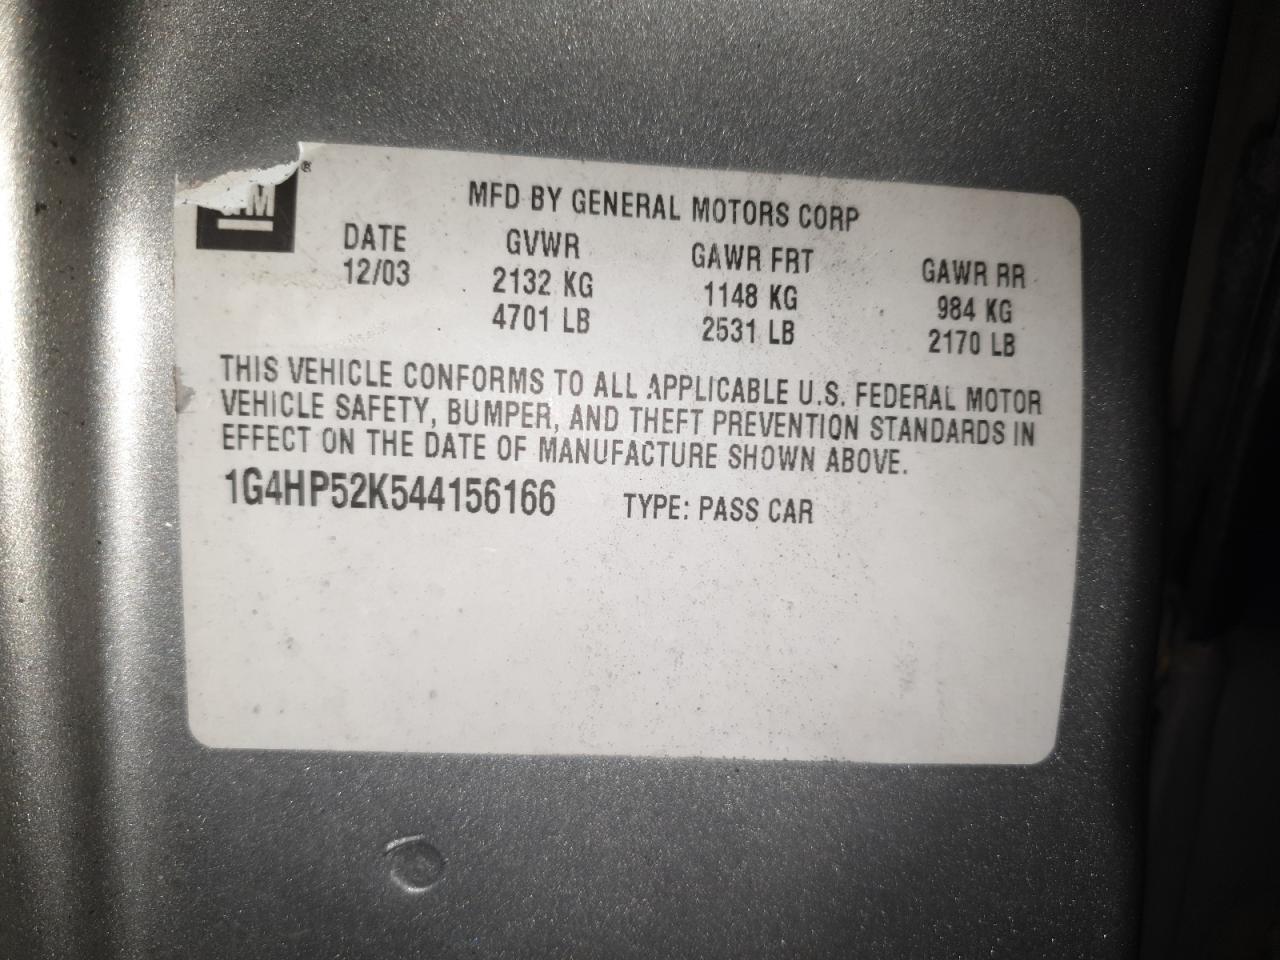 GM ®
MFD BY GENERAL MOTORS CORP
DATE GVWR GAWR FRT GAWR RR
12/03 2132 KG 1148 KG 984 KG
4701 LB 2531 LB 2170 LB
THIS VEHICLE CONFORMS TO ALL APPLICABLE U.S. FEDERAL MOTOR
VEHICLE SAFETY, BUMPER, AND THEFT PREVENTION STANDARDS IN
EFFECT ON THE DATE OF MANUFACTURE SHOWN ABOVE.
1G4HP52K544156166 TYPE: PASS CAR